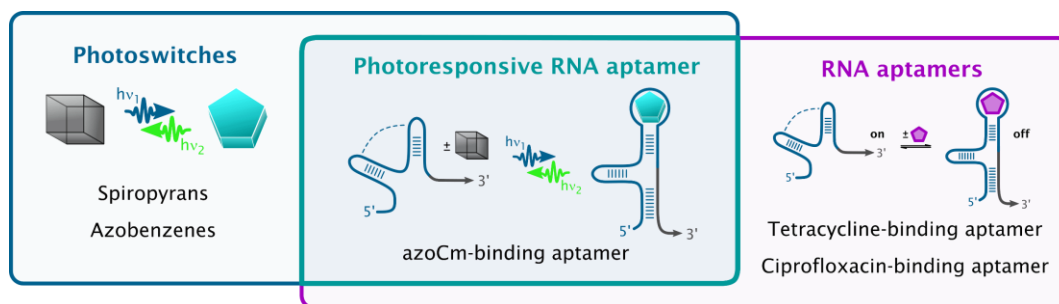 Photoswitches
hν₁
hν₂
Spiropyrans
Azobenzenes
Photoresponsive RNA aptamer
±
hν₁
hν₂
3'
5'
3'
azoCm-binding aptamer
RNA aptamers
on
±
off
3'
5'
5'
3'
Tetracycline-binding aptamer
Ciprofloxacin-binding aptamer